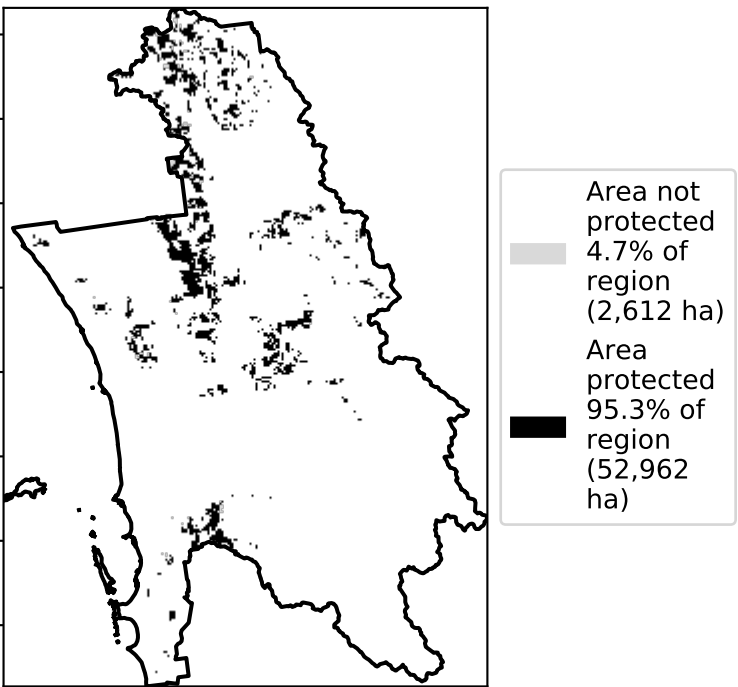 Area not
protected
4.7% of
region
(2,612 ha)
Area
protected
95.3% of
region
(52,962
ha)